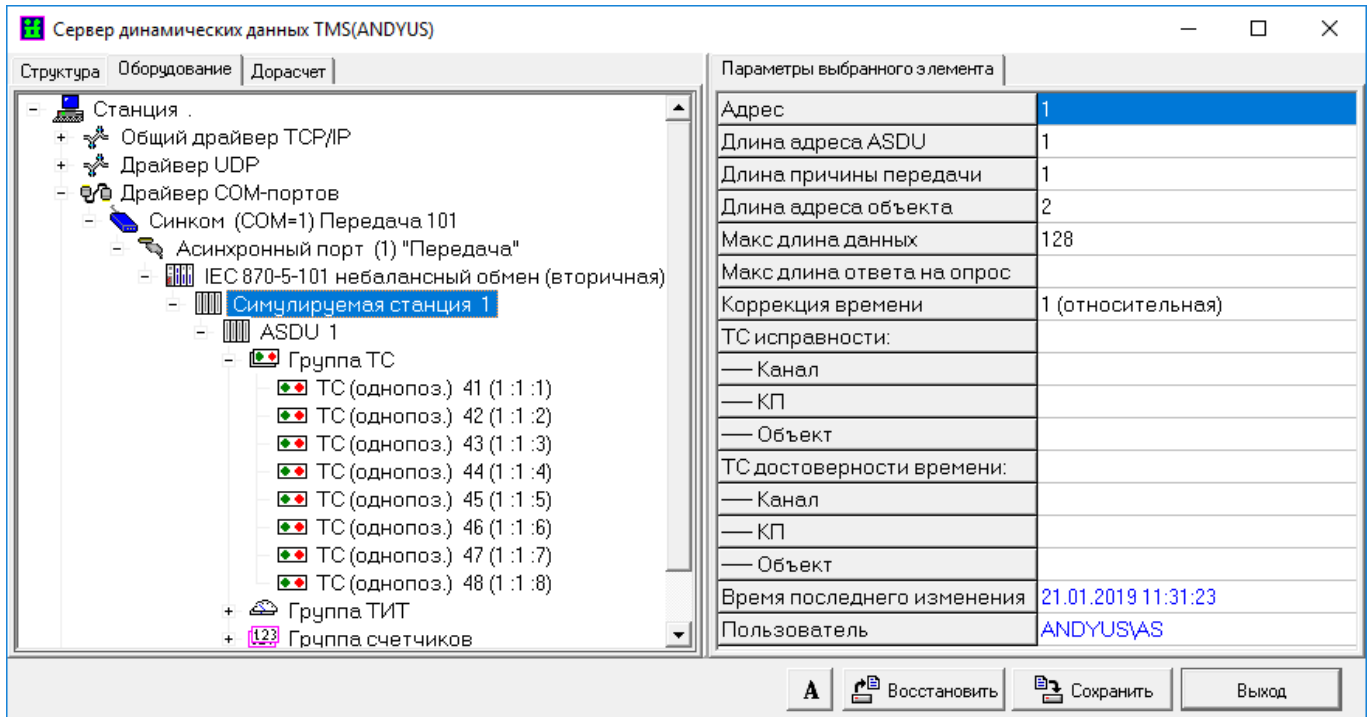 Сервер динамических данных TMS(ANDYUS)
Структура Оборудование Дорасчет
Станция .
Общий драйвер TCP/IP
Драйвер UDP
Драйвер COM-портов
Синком (COM=1) Передача 101
Асинхронный порт (1) "Передача"
IEC 870-5-101 небалансный обмен (вторичная)
Симулируемая станция 1
ASDU 1
Группа ТС
ТС (однопоз.) 41 (1 :1 :1)
ТС (однопоз.) 42 (1 :1 :2)
ТС (однопоз.) 43 (1 :1 :3)
ТС (однопоз.) 44 (1 :1 :4)
ТС (однопоз.) 45 (1 :1 :5)
ТС (однопоз.) 46 (1 :1 :6)
ТС (однопоз.) 47 (1 :1 :7)
ТС (однопоз.) 48 (1 :1 :8)
Группа ТИТ
123 Группа счетчиков
Параметры выбранного элемента
Адрес 1
Длина адреса ASDU 1
Длина причины передачи 1
Длина адреса объекта 2
Макс длина данных 128
Макс длина ответа на опрос
Коррекция времени 1 (относительная)
ТС исправности:
── Канал
── КП
── Объект
ТС достоверности времени:
── Канал
── КП
── Объект
Время последнего изменения 21.01.2019 11:31:23
Пользователь ANDYUS\AS
A Восстановить Сохранить Выход